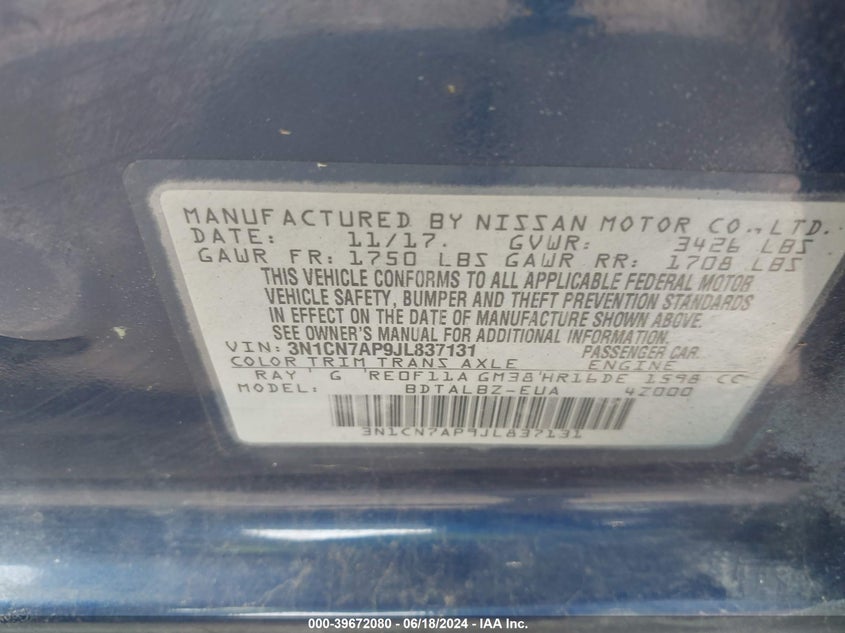 MANUFACTURED BY NISSAN MOTOR CO.,LTD.
DATE: 11/17. GVWR: 3426 LBS
GAWR FR: 1750 LBS GAWR RR: 1708 LBS
THIS VEHICLE CONFORMS TO ALL APPLICABLE FEDERAL MOTOR
VEHICLE SAFETY, BUMPER AND THEFT PREVENTION STANDARDS
IN EFFECT ON THE DATE OF MANUFACTURE SHOWN ABOVE.
SEE OWNER'S MANUAL FOR ADDITIONAL INFORMATION.
VIN: 3N1CN7AP9JL837131 PASSENGER CAR
COLOR TRIM TRANS AXLE ENGINE
RAY ' G 'RE0F11A GM38'HR16DE 1598 CC
MODEL: BDTALBZ-EUA 4Z000
3N1CN7AP9JL837131
000-39672080 - 06/18/2024 - IAA Inc.